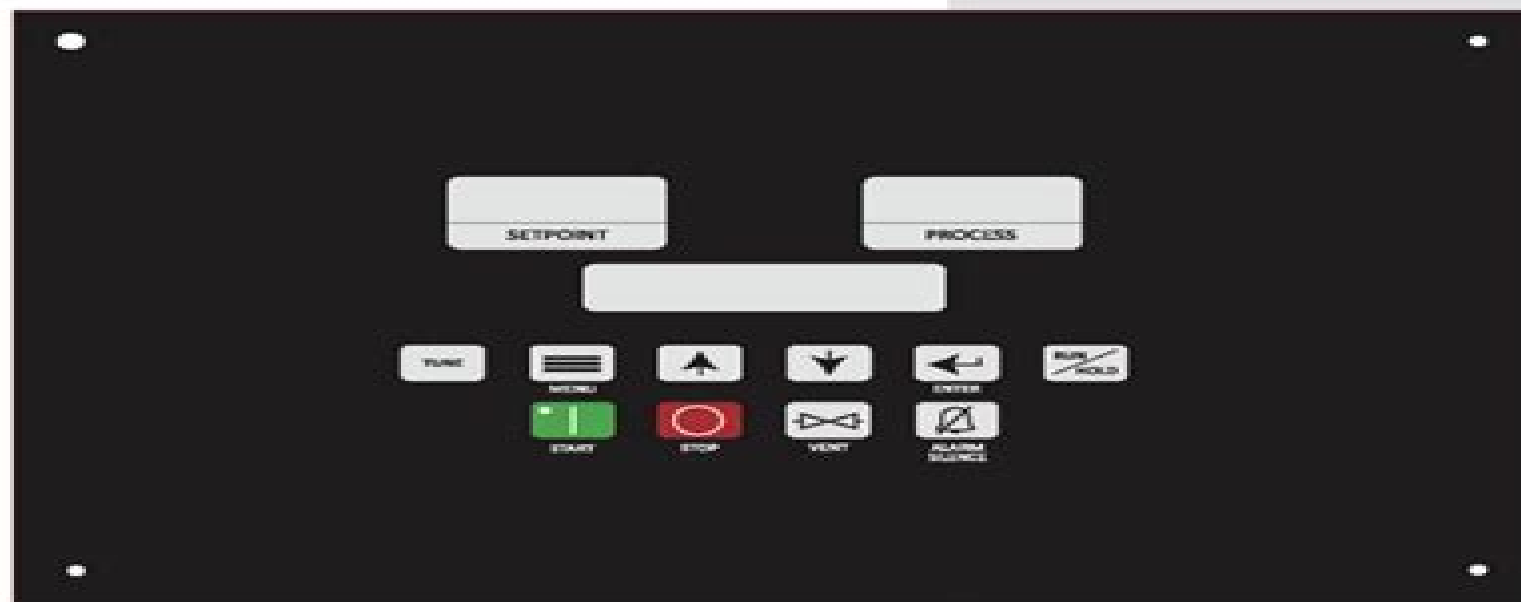 SETPOINT
PROCESS
TUNE
RUN
HOLD
MENU
ENTER
START
STOP
VENT
ALARM
SILENCE